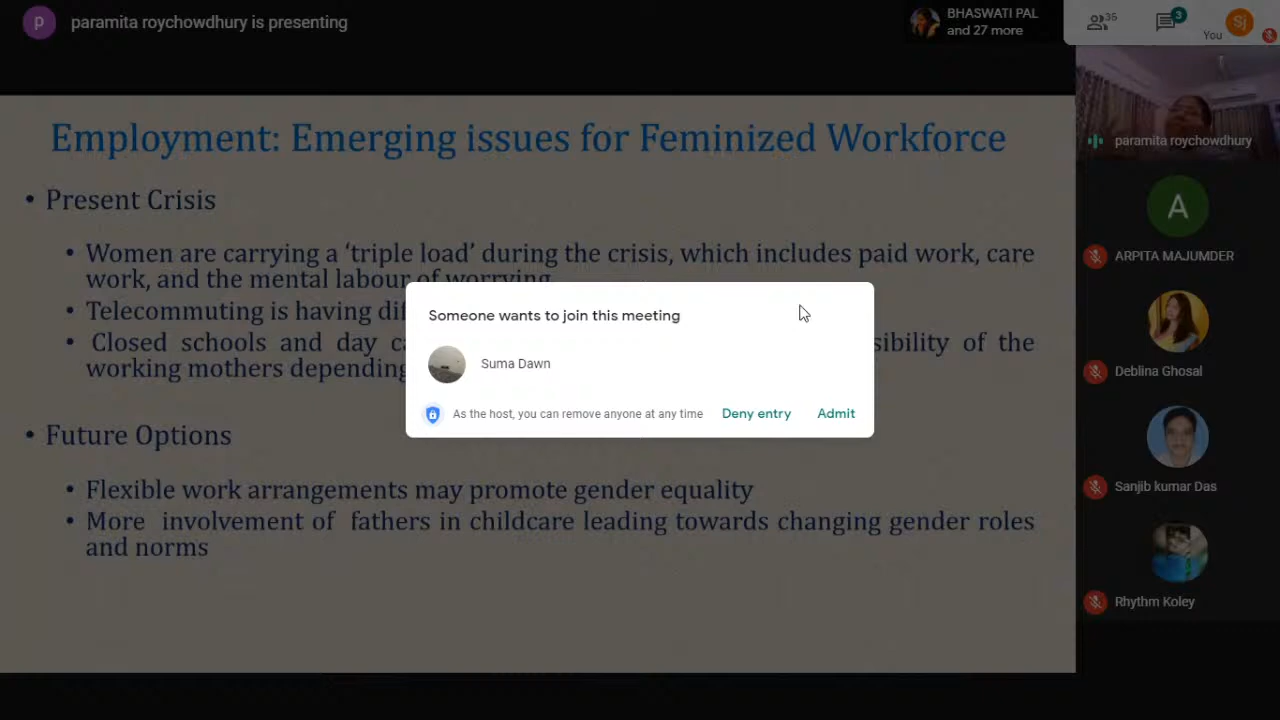 p
paramita roychowdhury is presenting
BHASWATI PAL
and 27 more
35
3
You
Sj
Employment: Emerging issues for Feminized Workforce
• Present Crisis
• Women are carrying a ‘triple load’ during the crisis, which includes paid work, care
work, and the mental labour of worrying
• Telecommuting is having
• Closed schools and day sibility of the
working mothers depending
Someone wants to join this meeting
Suma Dawn
As the host, you can remove anyone at any time
Deny entry
Admit
• Future Options
• Flexible work arrangements may promote gender equality
• More involvement of fathers in childcare leading towards changing gender roles
and norms
paramita roychowdhury
A
ARPITA MAJUMDER
Deblina Ghosal
Sanjib kumar Das
Rhythm Koley